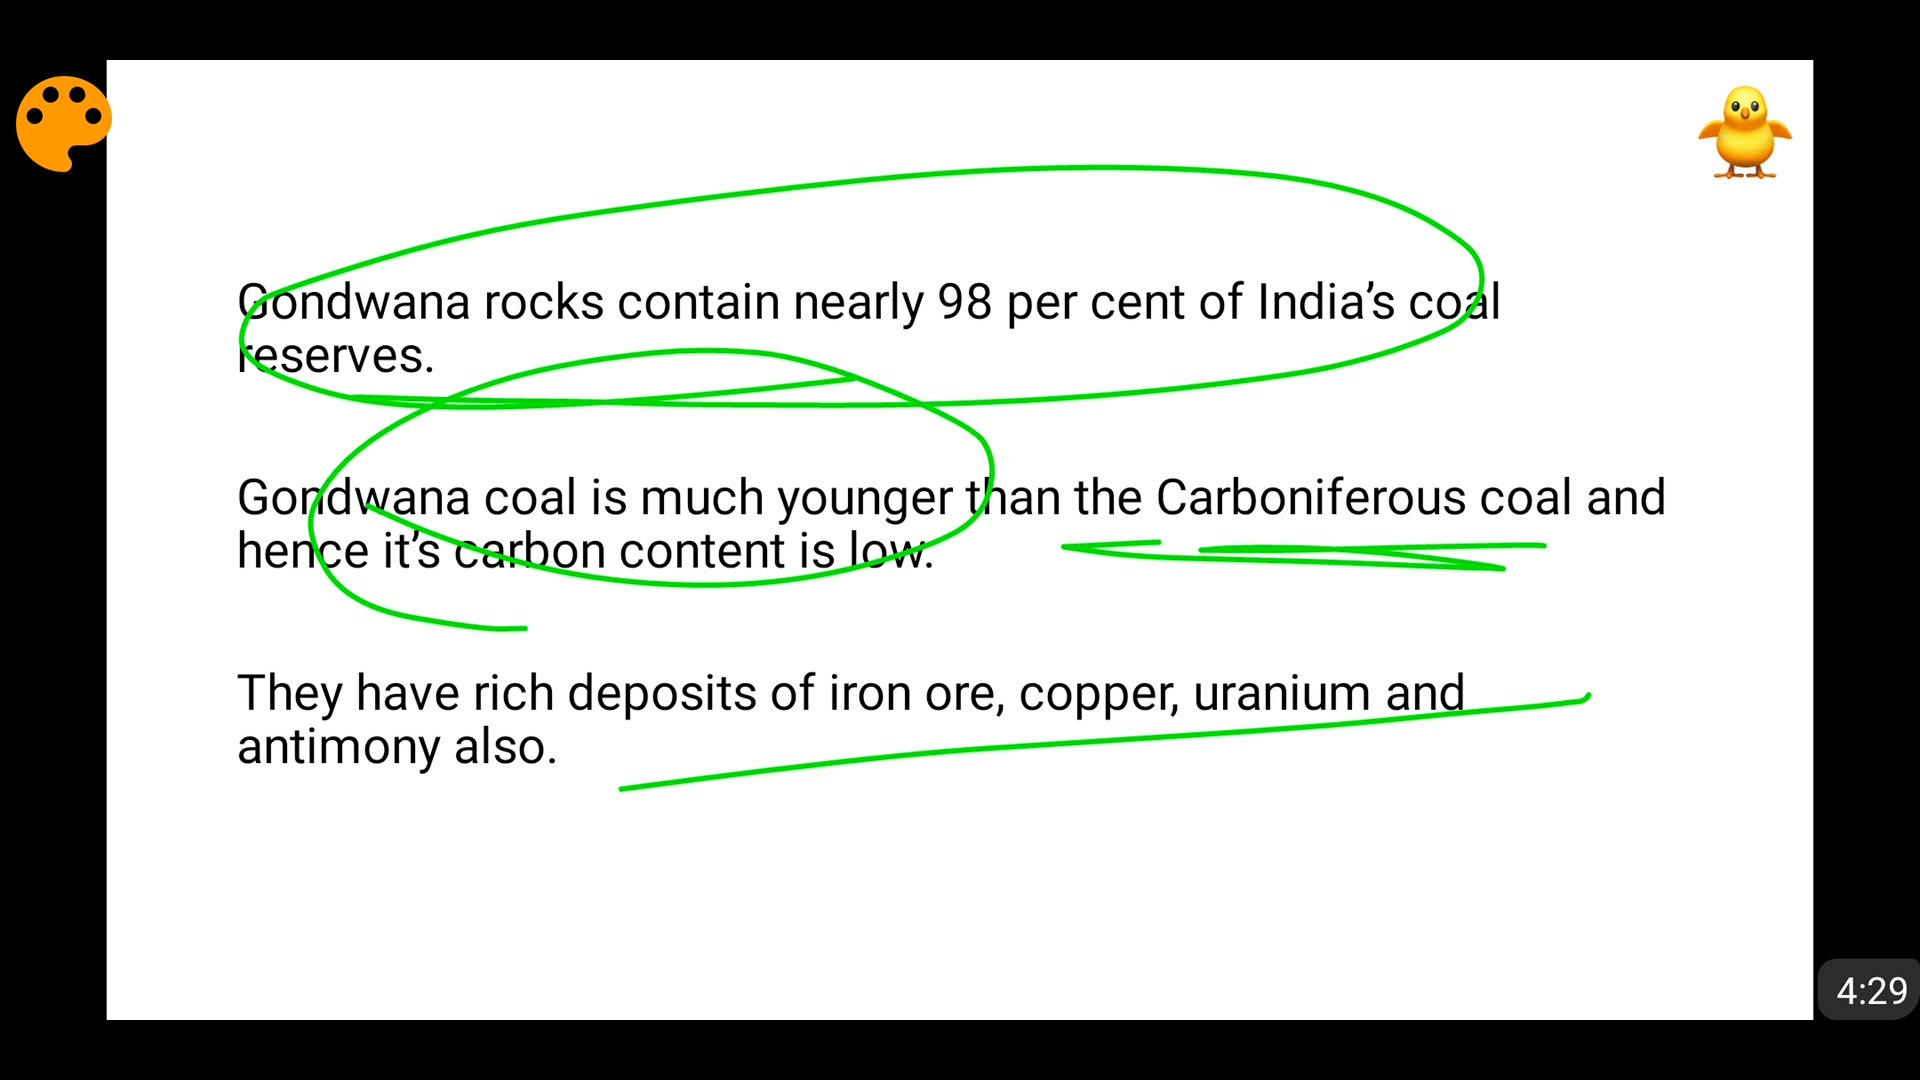 Gondwana rocks contain nearly 98 per cent of India’s coal
reserves.
Gondwana coal is much younger than the Carboniferous coal and
hence it’s carbon content is low.
They have rich deposits of iron ore, copper, uranium and
antimony also.
4:29